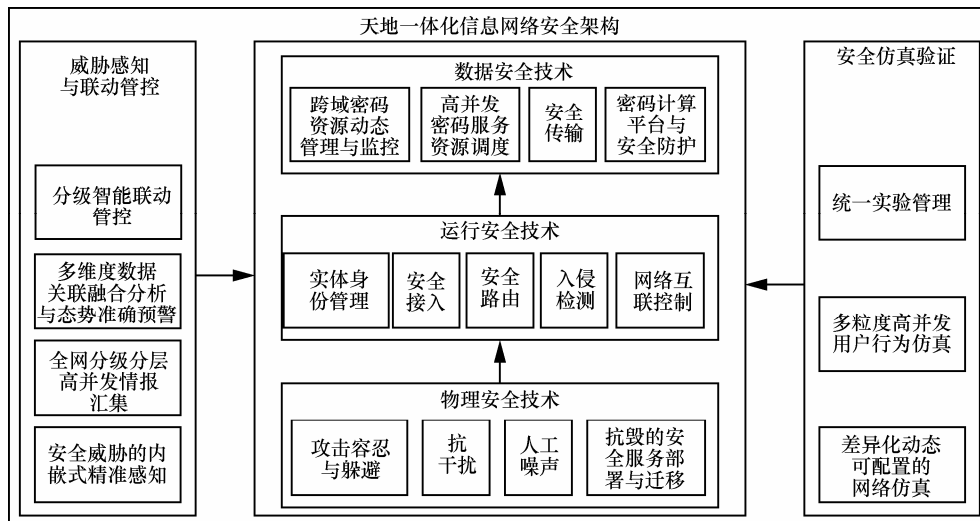 天地一体化信息网络安全架构
威胁感知
与联动管控
分级智能联动
管控
多维度数据
关联融合分析
与态势准确预警
全网分级分层
高并发情报
汇集
安全威胁的内
嵌式精准感知
数据安全技术
跨域密码
资源动态
管理与监控
高并发
密码服务
资源调度
安全
传输
密码计算
平台与
安全防护
运行安全技术
实体身
份管理
安全
接入
安全
路由
入侵
检测
网络互
联控制
物理安全技术
攻击容忍
与躲避
抗
干扰
人工
噪声
抗毁的安
全服务部
署与迁移
安全仿真验证
统一实验管理
多粒度高并发
用户行为仿真
差异化动态
可配置的
网络仿真